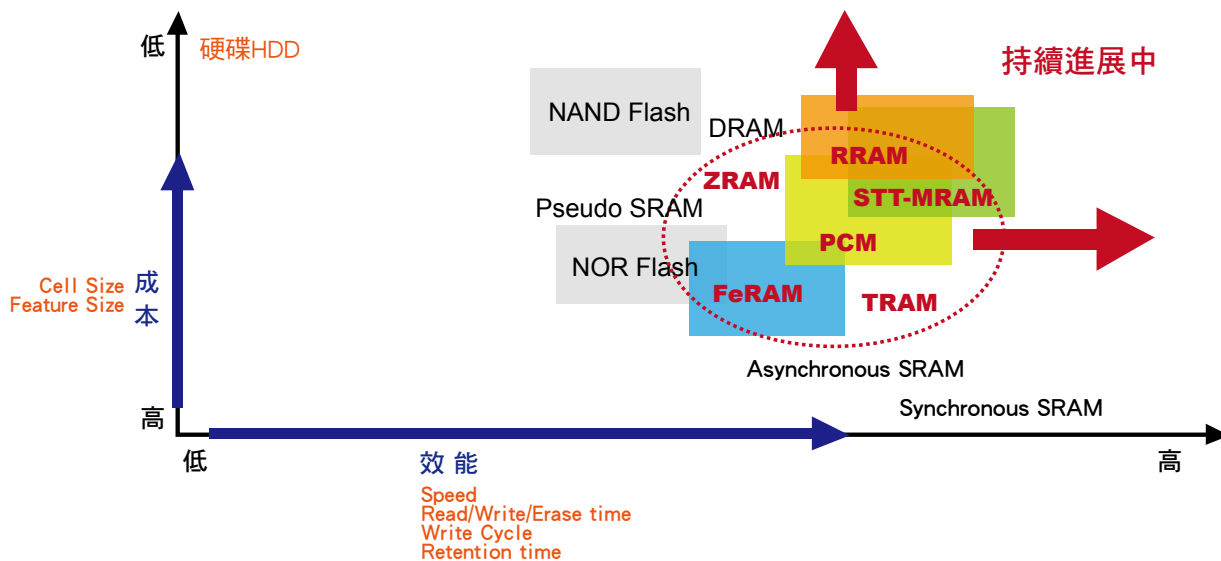 低
硬碟HDD
持續進展中
NAND Flash
DRAM
RRAM
ZRAM
STT-MRAM
Pseudo SRAM
PCM
NOR Flash
FeRAM
TRAM
Cell Size
Feature Size
成
本
Asynchronous SRAM
Synchronous SRAM
高
低
效能
高
Speed
Read/Write/Erase time
Write Cycle
Retention time